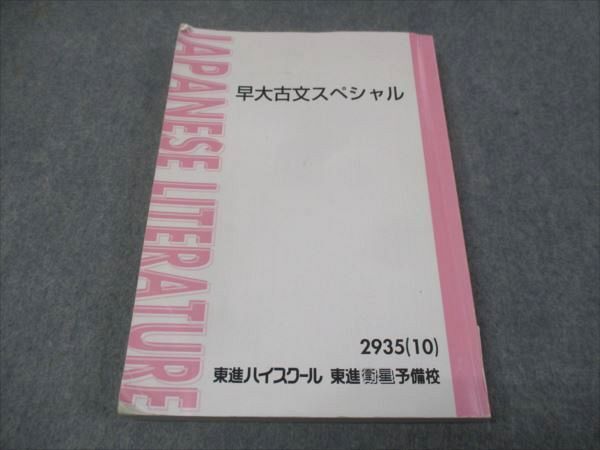 早大古文スペシャル
JAPANESE LITERATURE
2935(10)
東進ハイスクール 東進衛星予備校